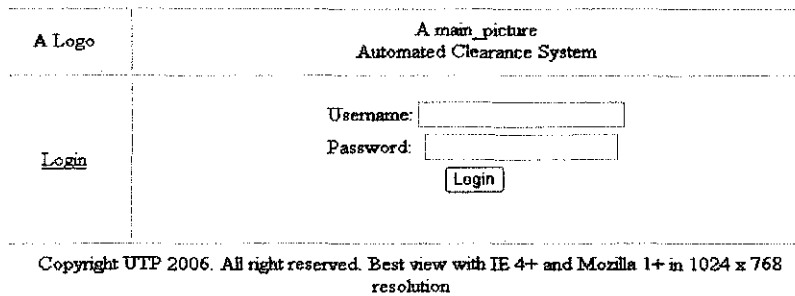 A Logo
A main_picture
Automated Clearance System
Login
Username:
Password:
Login
Copyright UTP 2006. All right reserved. Best view with IE 4+ and Mozilla 1+ in 1024 x 768
resolution